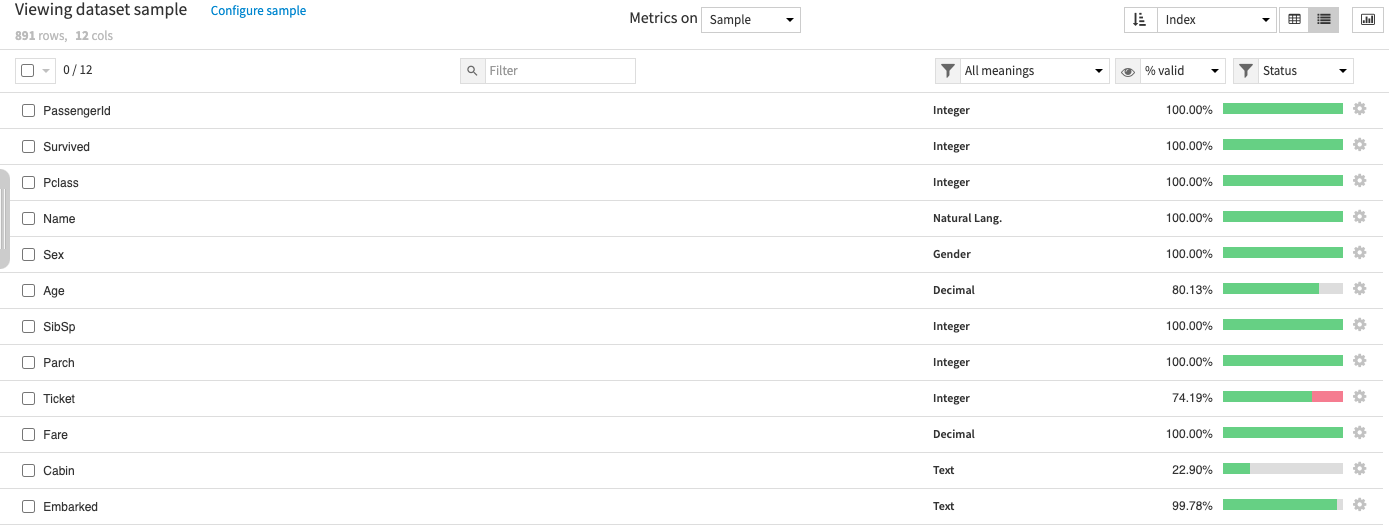 Viewing dataset sample Configure sample Metrics on Sample Index
891 rows, 12 cols
0 / 12 Filter All meanings % valid Status
PassengerId Integer 100.00%
Survived Integer 100.00%
Pclass Integer 100.00%
Name Natural Lang. 100.00%
Sex Gender 100.00%
Age Decimal 80.13%
SibSp Integer 100.00%
Parch Integer 100.00%
Ticket Integer 74.19%
Fare Decimal 100.00%
Cabin Text 22.90%
Embarked Text 99.78%